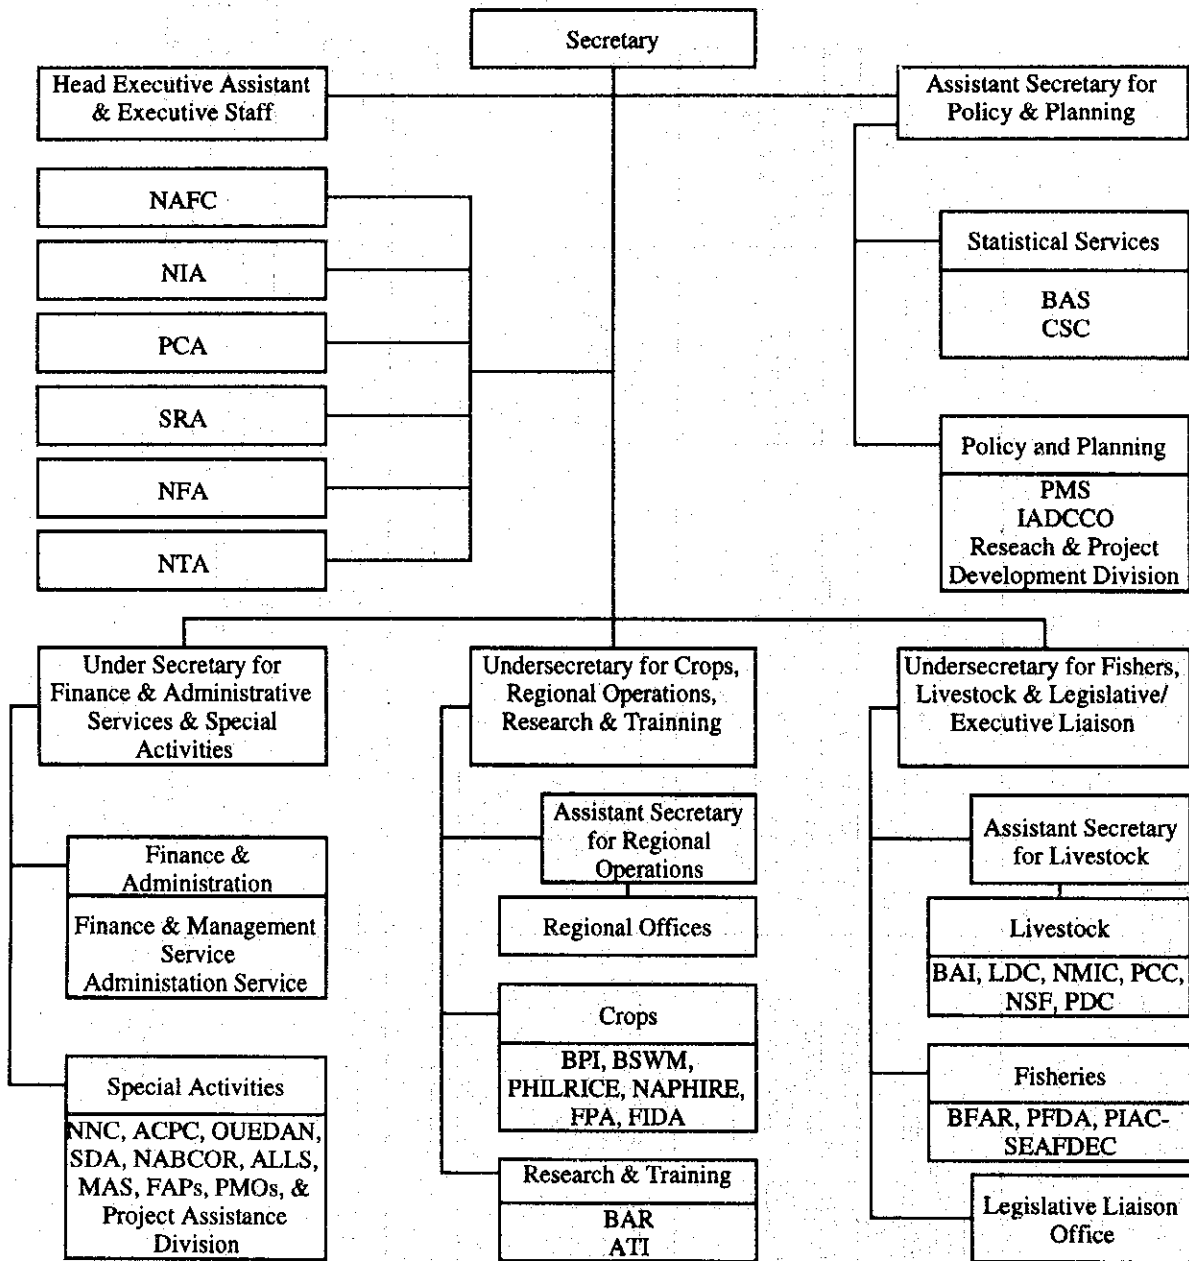 Secretary
Head Executive Assistant
& Executive Staff
Assistant Secretary for
Policy & Planning
NAFC
NIA
PCA
SRA
NFA
NTA
Statistical Services
BAS
CSC
Policy and Planning
PMS
IADCCO
Reseach & Project
Development Division
Under Secretary for
Finance & Administrative
Services & Special
Activities
Finance &
Administration
Finance & Management
Service
Administation Service
Special Activities
NNC, ACPC, OUEDAN,
SDA, NABCOR, ALLS,
MAS, FAPs, PMOs, &
Project Assistance
Division
Undersecretary for Crops,
Regional Operations,
Research & Trainning
Assistant Secretary
for Regional
Operations
Regional Offices
Crops
BPI, BSWM,
PHILRICE, NAPHIRE,
FPA, FIDA
Research & Training
BAR
ATI
Undersecretary for Fishers,
Livestock & Legislative/
Executive Liaison
Assistant Secretary
for Livestock
Livestock
BAI, LDC, NMIC, PCC,
NSF, PDC
Fisheries
BFAR, PFDA, PIAC-
SEAFDEC
Legislative Liaison
Office